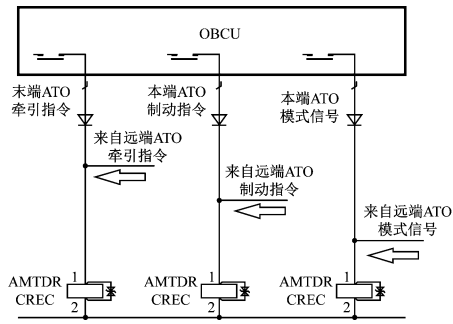 OBCU
末端ATO
牵引指令
本端ATO
制动指令
本端ATO
模式信号
来自远端ATO
牵引指令
来自远端ATO
制动指令
来自远端ATO
模式信号
AMTDR
CREC
1
2
AMTDR
CREC
1
2
AMTDR
CREC
1
2